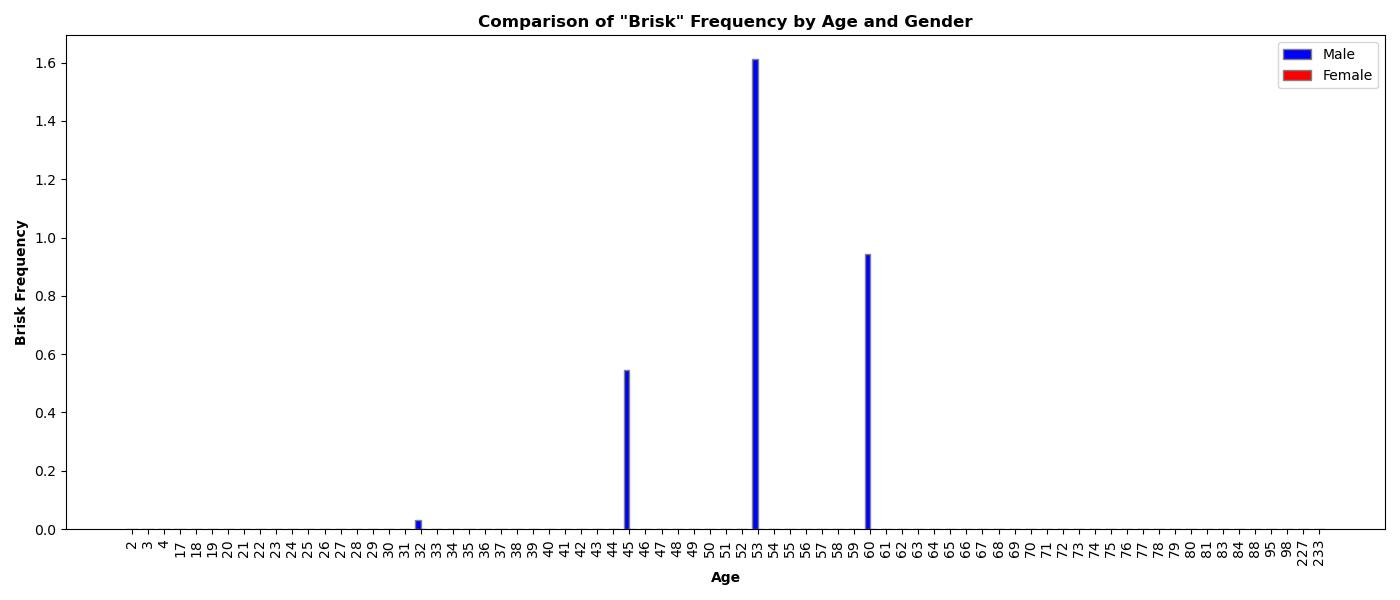 Comparison of "Brisk" Frequency by Age and Gender
Male
Female
Brisk Frequency
1.6
1.4
1.2
1.0
0.8
0.6
0.4
0.2
0.0
2 3 4 17 18 19 20 21 22 23 24 25 26 27 28 29 30 31 32 33 34 35 36 37 38 39 40 41 42 43 44 45 46 47 48 49 50 51 52 53 54 55 56 57 58 59 60 61 62 63 64 65 66 67 68 69 70 71 72 73 74 75 76 77 78 79 80 81 83 84 88 95 98 227 233
Age